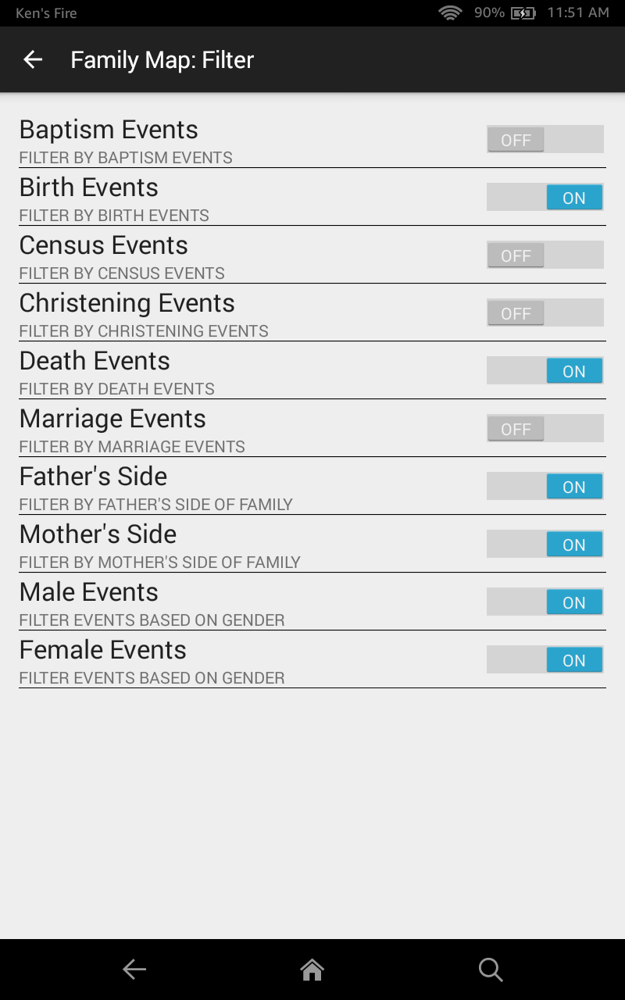 Ken's Fire 90% 11:51 AM
Family Map: Filter
Baptism Events
OFF
FILTER BY BAPTISM EVENTS
Birth Events
ON
FILTER BY BIRTH EVENTS
Census Events
OFF
FILTER BY CENSUS EVENTS
Christening Events
OFF
FILTER BY CHRISTENING EVENTS
Death Events
ON
FILTER BY DEATH EVENTS
Marriage Events
OFF
FILTER BY MARRIAGE EVENTS
Father's Side
ON
FILTER BY FATHER'S SIDE OF FAMILY
Mother's Side
ON
FILTER BY MOTHER'S SIDE OF FAMILY
Male Events
ON
FILTER EVENTS BASED ON GENDER
Female Events
ON
FILTER EVENTS BASED ON GENDER